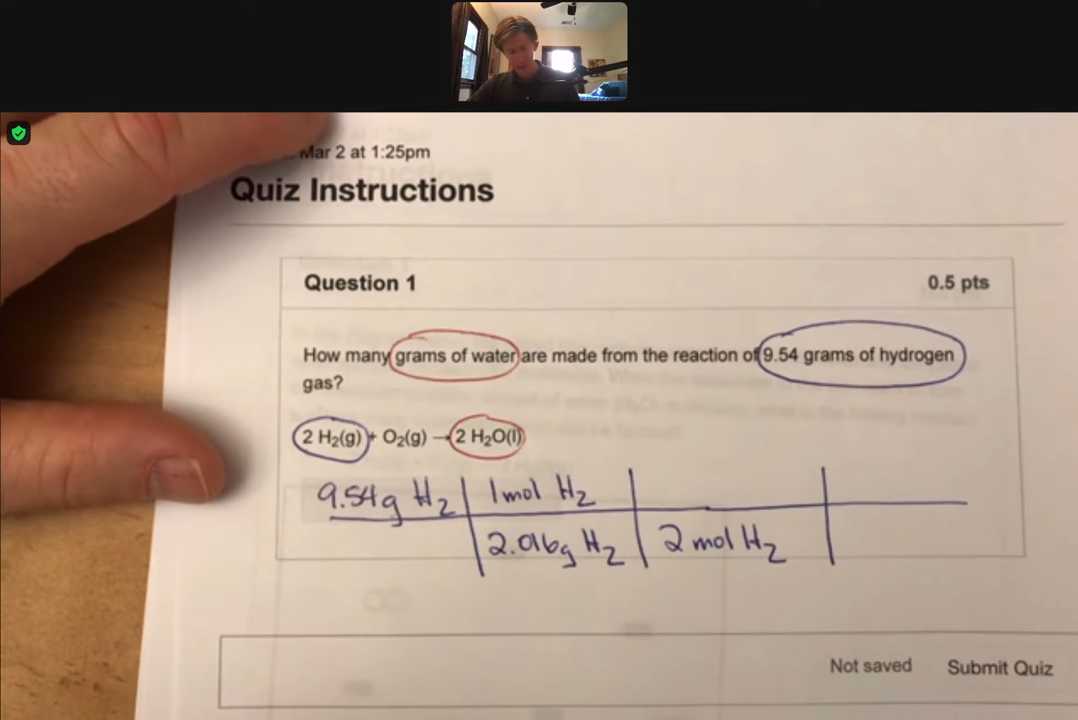 Mar 2 at 1:25pm
Quiz Instructions
Question 1 0.5 pts
How many grams of water are made from the reaction of 9.54 grams of hydrogen
gas?
2 H₂(g) + O₂(g) → 2 H₂O(l)
9.54g H₂ 1mol H₂
2.016g H₂ 2 mol H₂
Not saved Submit Quiz